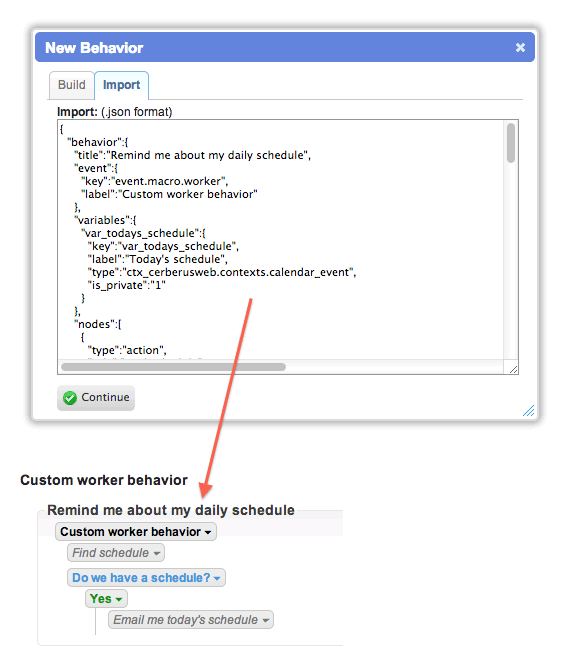 New Behavior
Build
Import
Import: (.json format)
{
"behavior":{
"title":"Remind me about my daily schedule",
"event":{
"key":"event.macro.worker",
"label":"Custom worker behavior"
},
"variables":{
"var_todays_schedule":{
"key":"var_todays_schedule",
"label":"Today's schedule",
"type":"ctx_cerberusweb.contexts.calendar_event",
"is_private":"1"
}
},
"nodes":[
{
"type":"action",
Continue
Custom worker behavior
Remind me about my daily schedule
Custom worker behavior
Find schedule
Do we have a schedule?
Yes
Email me today's schedule